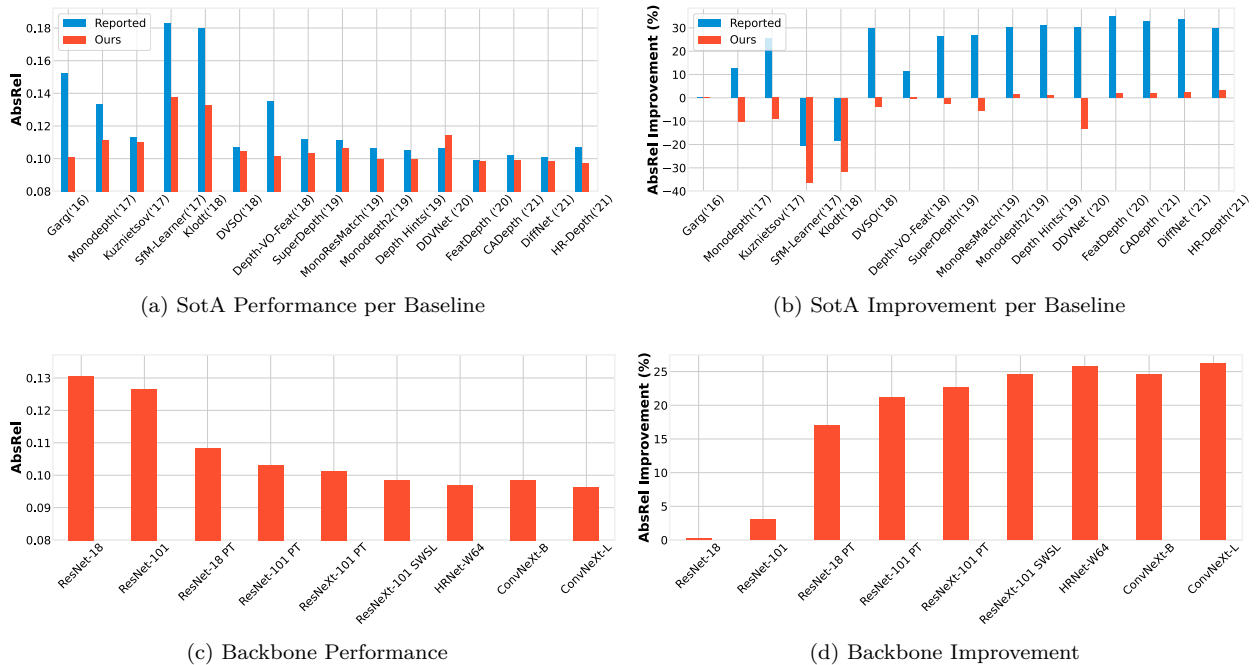 AbsRel
0.18
0.16
0.14
0.12
0.10
0.08
Reported
Ours
Garg('16)
Monodepth('17)
Kuznietsov('17)
SfM-Learner('17)
Klodt('18)
DVSO('18)
Depth-VO-Feat('18)
SuperDepth('19)
MonoResMatch('19)
Monodepth2('19)
Depth Hints('19)
DDVNet ('20)
FeatDepth ('20)
CADepth ('21)
DiffNet ('21)
HR-Depth('21)
(a) SotA Performance per Baseline
AbsRel Improvement (%)
30
20
10
0
−10
−20
−30
−40
Reported
Ours
Garg('16)
Monodepth('17)
Kuznietsov('17)
SfM-Learner('17)
Klodt('18)
DVSO('18)
Depth-VO-Feat('18)
SuperDepth('19)
MonoResMatch('19)
Monodepth2('19)
Depth Hints('19)
DDVNet ('20)
FeatDepth ('20)
CADepth ('21)
DiffNet ('21)
HR-Depth('21)
(b) SotA Improvement per Baseline
AbsRel
0.13
0.12
0.11
0.10
0.09
0.08
ResNet-18
ResNet-101
ResNet-18 PT
ResNet-101 PT
ResNeXt-101 PT
ResNeXt-101 SWSL
HRNet-W64
ConvNeXt-B
ConvNeXt-L
(c) Backbone Performance
AbsRel Improvement (%)
25
20
15
10
5
0
ResNet-18
ResNet-101
ResNet-18 PT
ResNet-101 PT
ResNeXt-101 PT
ResNeXt-101 SWSL
HRNet-W64
ConvNeXt-B
ConvNeXt-L
(d) Backbone Improvement